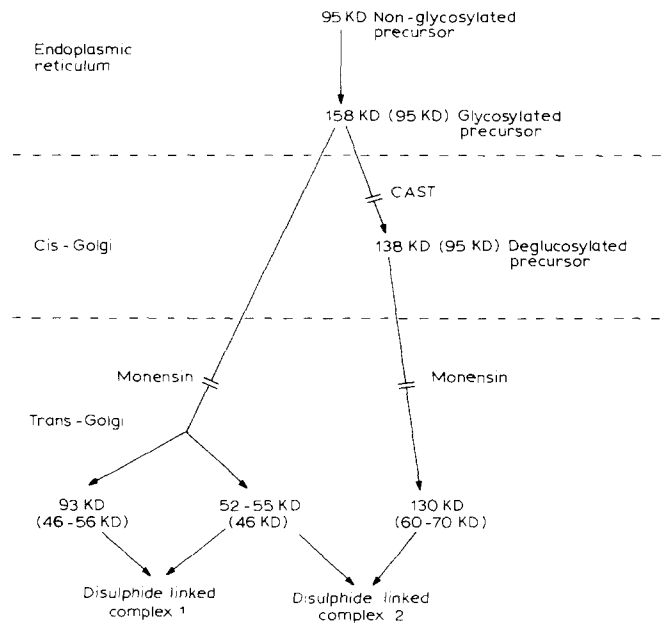 95 KD Non-glycosylated
precursor
Endoplasmic
reticulum
158 KD (95 KD) Glycosylated
precursor
CAST
Cis-Golgi
138 KD (95 KD) Deglucosylated
precursor
Monensin
Monensin
Trans-Golgi
93 KD
(46-56 KD)
52-55 KD
(46 KD)
130 KD
(60-70 KD)
Disulphide linked
complex 1
Disulphide linked
complex 2